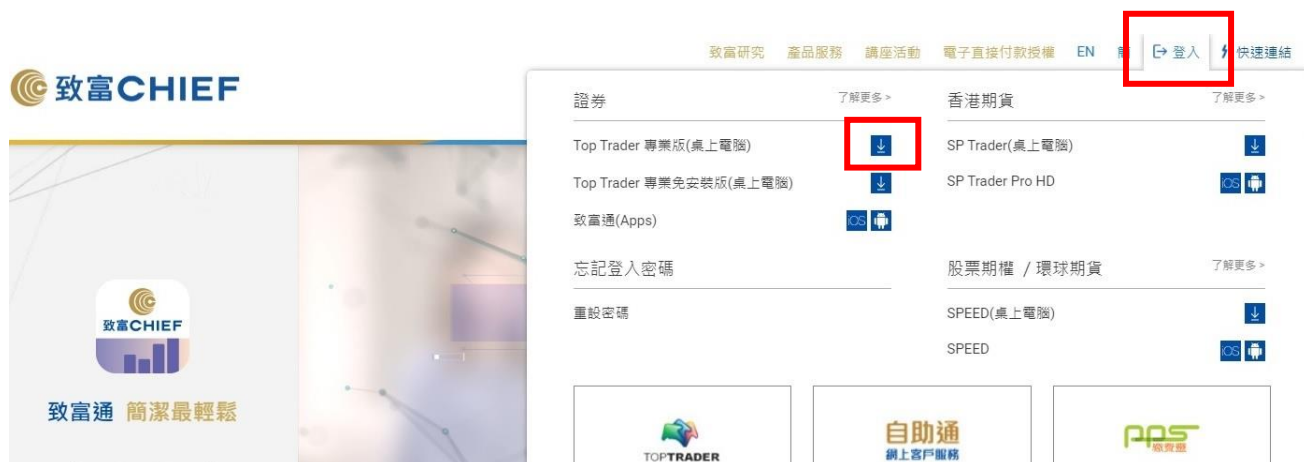 致富研究 產品服務 講座活動 電子直接付款授權 EN 簡 登入 快速連結
致富CHIEF
證券 了解更多 >
香港期貨 了解更多 >
Top Trader 專業版(桌上電腦)
SP Trader(桌上電腦)
Top Trader 專業免安裝版(桌上電腦)
SP Trader Pro HD iOS
致富通(Apps) iOS
忘記登入密碼
股票期權 / 環球期貨 了解更多 >
重設密碼
SPEED(桌上電腦)
SPEED iOS
致富CHIEF
致富通 簡潔最輕鬆
TOPTRADER
自助通
網上客戶服務
PPS
繳費靈